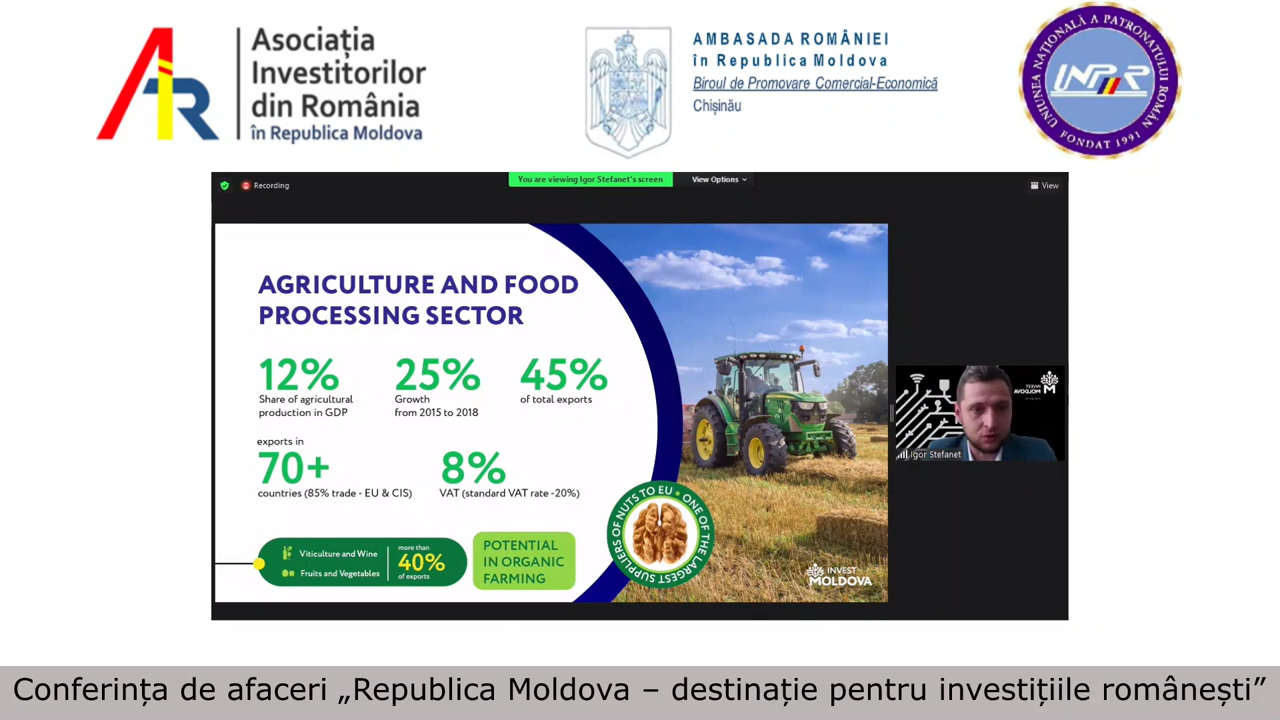 Asociația
Investitorilor
din România
în Republica Moldova
AMBASADA ROMÂNIEI
în Republica Moldova
Biroul de Promovare Comercial-Economică
Chișinău
UNIUNEA NAȚIONALĂ A PATRONATULUI ROMÂN
UNPR
FONDAT 1991
Recording
You are viewing Igor Stefanet's screen
View Options
View
AGRICULTURE AND FOOD
PROCESSING SECTOR
12%
Share of agricultural
production in GDP
25%
Growth
from 2015 to 2018
45%
of total exports
exports in
70+
countries (85% trade - EU & CIS)
8%
VAT (standard VAT rate -20%)
Viticulture and Wine
Fruits and Vegetables
more than
40%
of exports
POTENTIAL
IN ORGANIC
FARMING
ONE OF THE LARGEST SUPPLIERS OF NUTS TO EU
INVEST
MOLDOVA
INVEST
MOLDOVA
Igor Stefanet
Conferința de afaceri „Republica Moldova – destinație pentru investițiile românești”